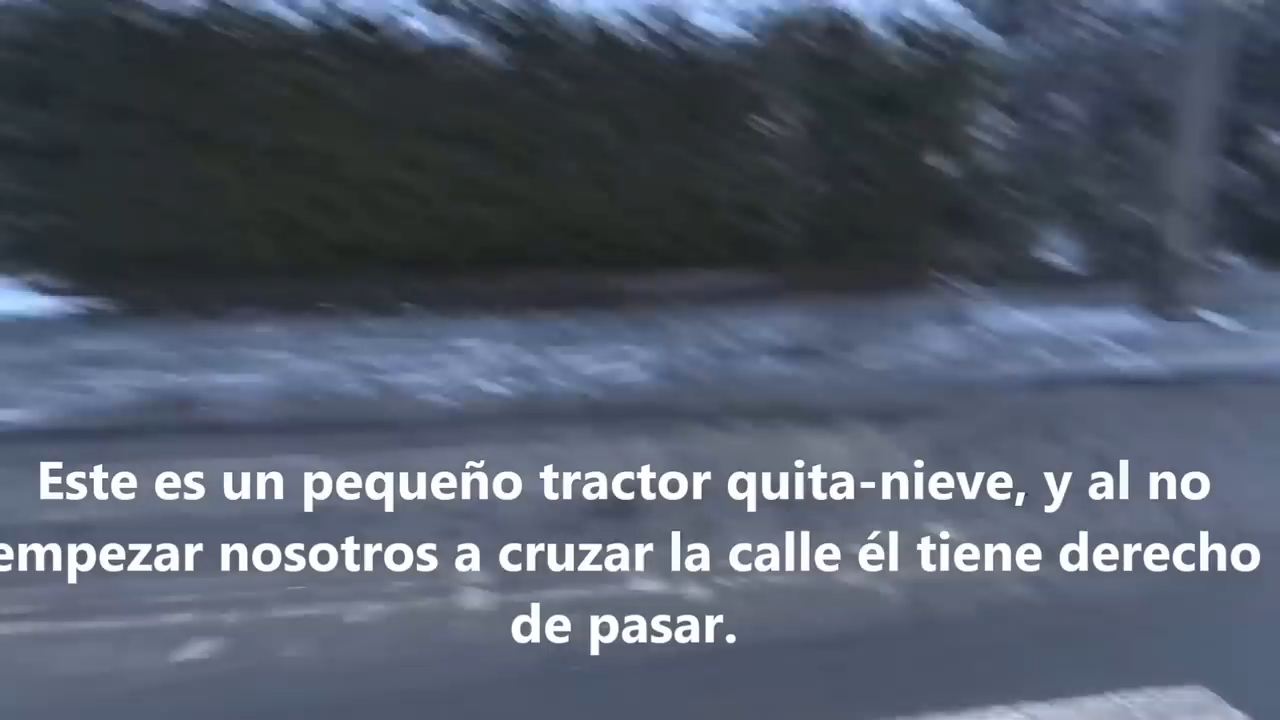 Este es un pequeño tractor quita-nieve, y al no
empezar nosotros a cruzar la calle él tiene derecho
de pasar.